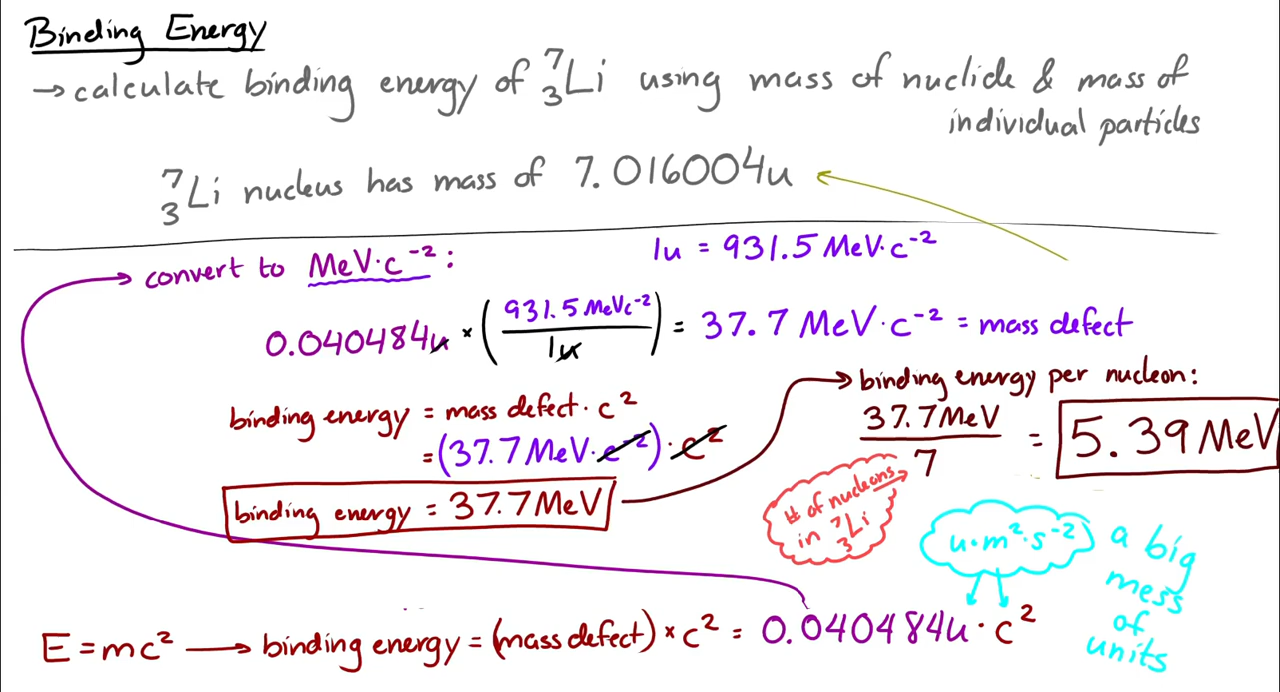 Binding Energy
→ calculate binding energy of ⁷₃Li using mass of nuclide & mass of
individual particles
⁷₃Li nucleus has mass of 7.016004u
→ convert to MeV·c⁻²:
1u = 931.5 MeV·c⁻²
0.040484u × (931.5 MeVc⁻² / 1u) = 37.7 MeV·c⁻² = mass defect
binding energy per nucleon:
37.7 MeV / 7 = 5.39 MeV
binding energy = mass defect · c²
= (37.7 MeV·c⁻²) · c²
binding energy = 37.7 MeV
# of nucleons
in ⁷₃Li
u·m²·s⁻²
a big
mess
of
units
E = mc² → binding energy = (mass defect) × c² = 0.040484u · c²